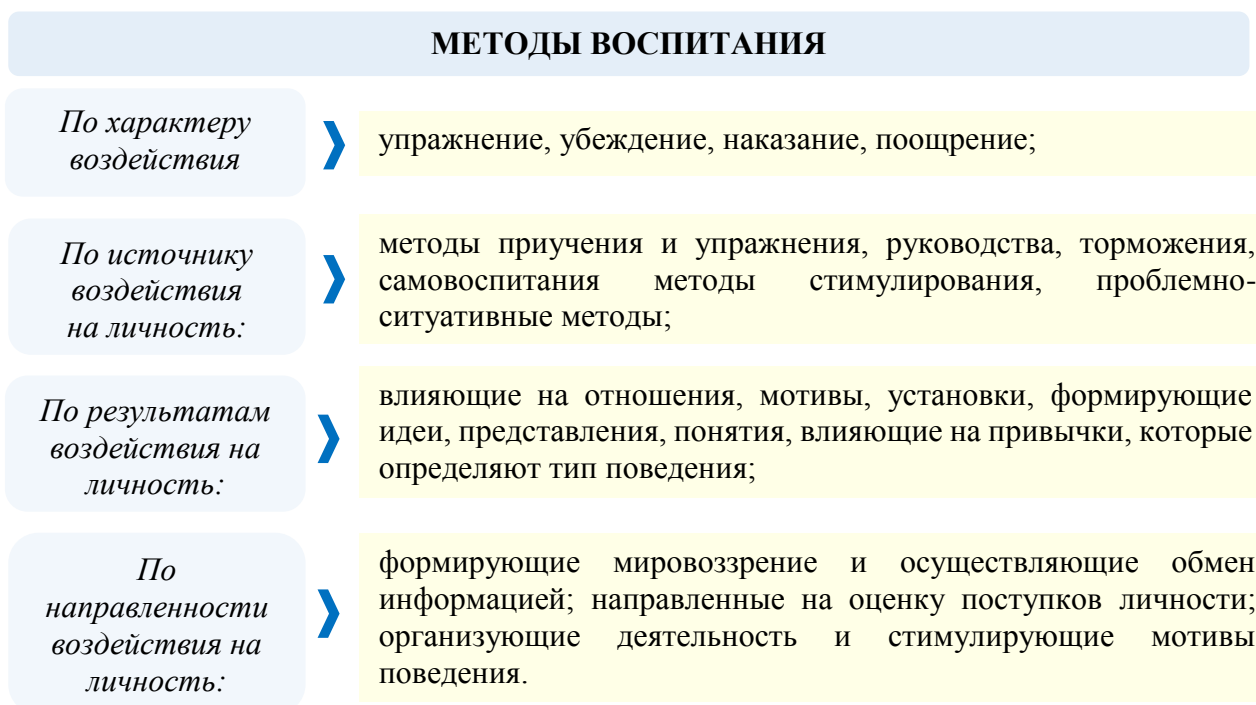 МЕТОДЫ ВОСПИТАНИЯ
По характеру
воздействия
упражнение, убеждение, наказание, поощрение;
По источнику
воздействия
на личность:
методы приучения и упражнения, руководства, торможения,
самовоспитания методы стимулирования, проблемно-
ситуативные методы;
По результатам
воздействия на
личность:
влияющие на отношения, мотивы, установки, формирующие
идеи, представления, понятия, влияющие на привычки, которые
определяют тип поведения;
По
направленности
воздействия на
личность:
формирующие мировоззрение и осуществляющие обмен
информацией; направленные на оценку поступков личности;
организующие деятельность и стимулирующие мотивы
поведения.